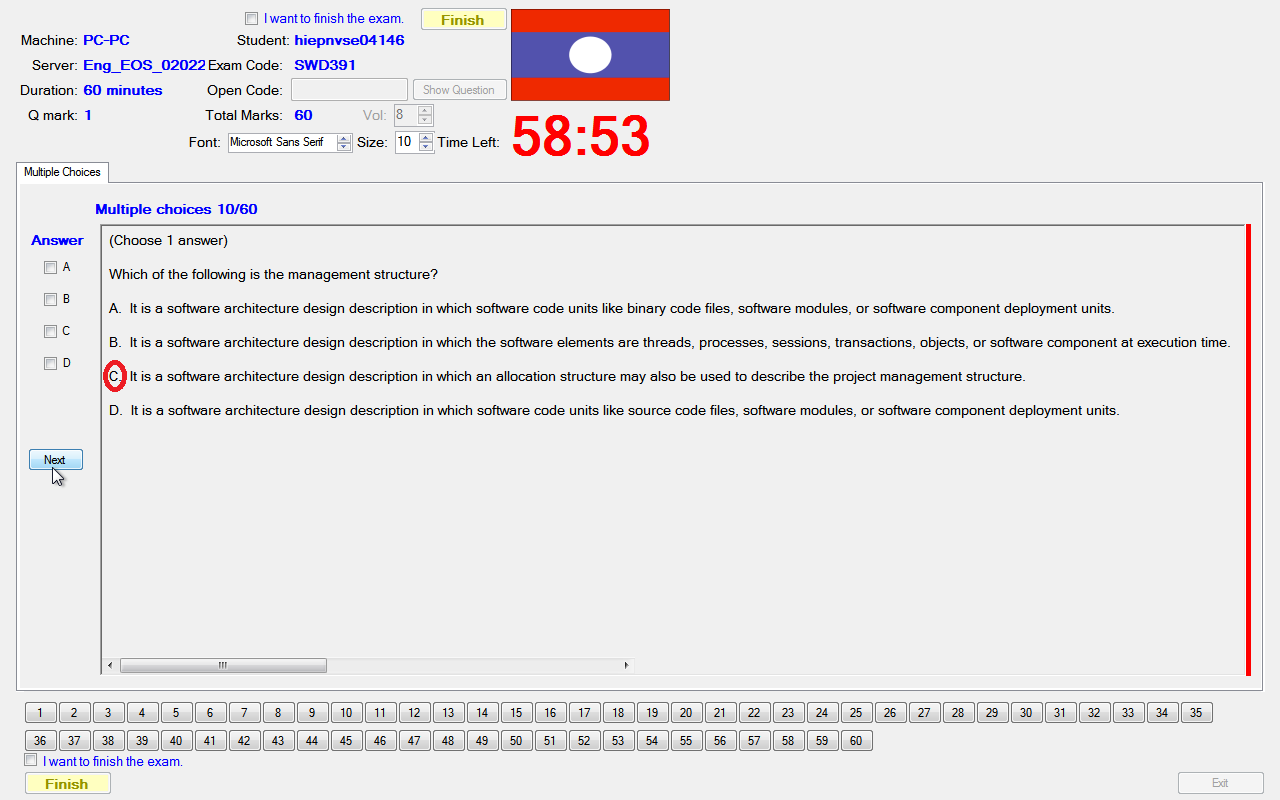 I want to finish the exam. Finish
Machine: PC-PC Student: hiepnvse04146
Server: Eng_EOS_02022 Exam Code: SWD391
Duration: 60 minutes Open Code: Show Question
Q mark: 1 Total Marks: 60 Vol: 8
Font: Microsoft Sans Serif Size: 10 Time Left: 58:53
Multiple Choices
Multiple choices 10/60
Answer
A
B
C
D
Next
(Choose 1 answer)
Which of the following is the management structure?
A. It is a software architecture design description in which software code units like binary code files, software modules, or software component deployment units.
B. It is a software architecture design description in which the software elements are threads, processes, sessions, transactions, objects, or software component at execution time.
C. It is a software architecture design description in which an allocation structure may also be used to describe the project management structure.
D. It is a software architecture design description in which software code units like source code files, software modules, or software component deployment units.
1 2 3 4 5 6 7 8 9 10 11 12 13 14 15 16 17 18 19 20 21 22 23 24 25 26 27 28 29 30 31 32 33 34 35
36 37 38 39 40 41 42 43 44 45 46 47 48 49 50 51 52 53 54 55 56 57 58 59 60
I want to finish the exam.
Finish Exit